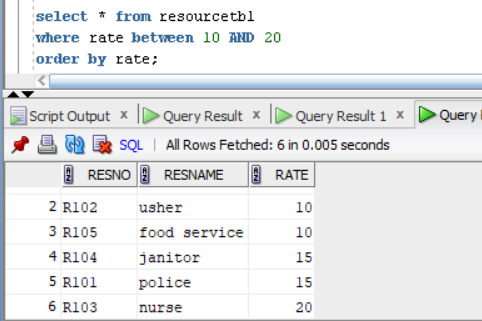 select * from resourcetbl
where rate between 10 AND 20
order by rate;
Script Output x Query Result x Query Result 1 x Query
SQL | All Rows Fetched: 6 in 0.005 seconds
RESNO RESNAME RATE
2 R102 usher 10
3 R105 food service 10
4 R104 janitor 15
5 R101 police 15
6 R103 nurse 20